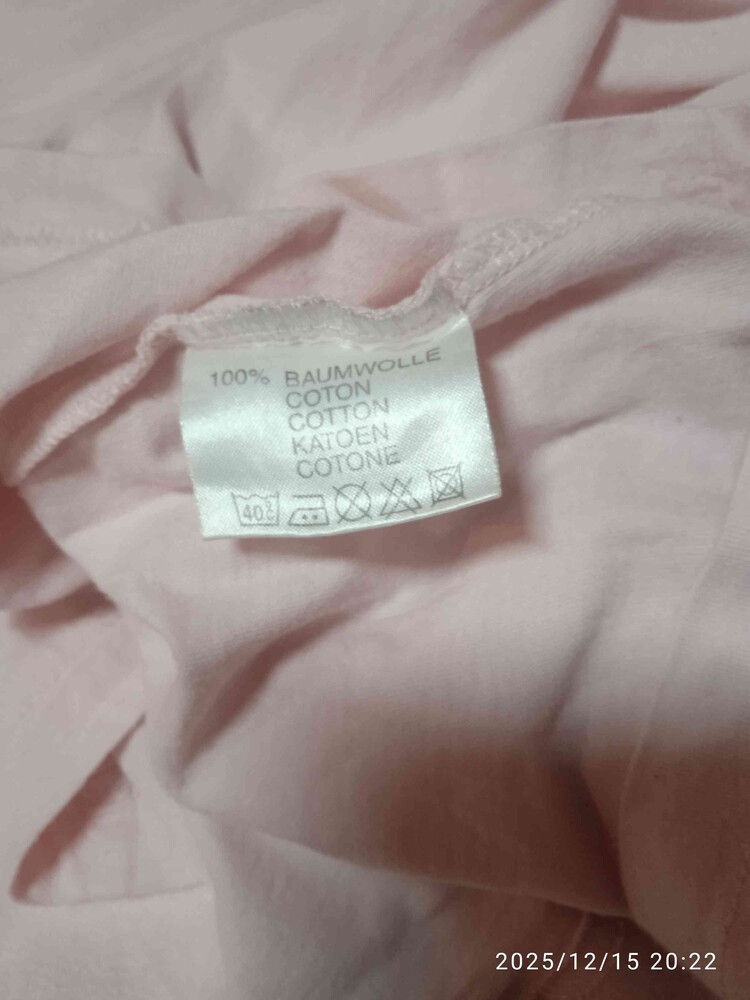 100% BAUMWOLLE
COTON
COTTON
KATOEN
COTONE
40°C
2025/12/15 20:22